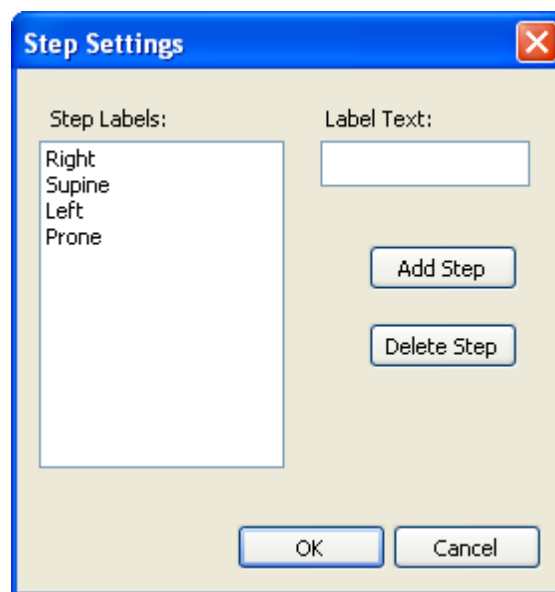 Step Settings
Step Labels:
Right
Supine
Left
Prone
Label Text:
Add Step
Delete Step
OK
Cancel